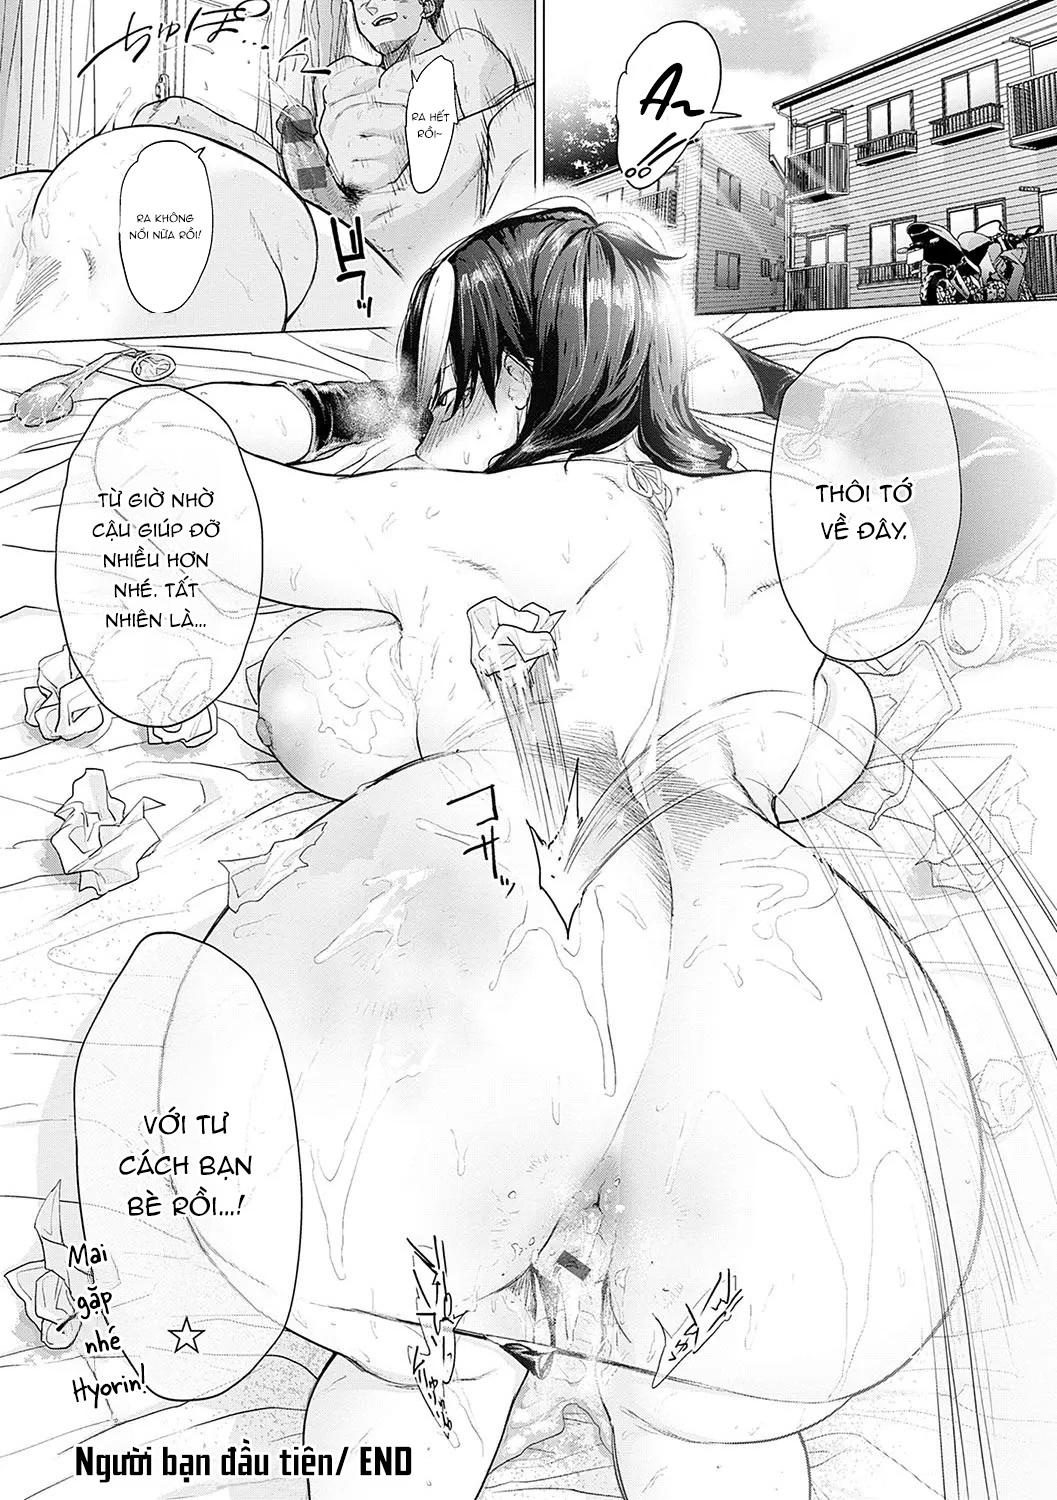 A~
RA HẾT
RỒI~
RA KHÔNG
NỔI NỮA RỒI!
ちゅぽ…
THÔI TỚ
VỀ ĐÂY.
TỪ GIỜ NHỜ
CẬU GIÚP ĐỠ
NHIỀU HƠN
NHÉ. TẤT
NHIÊN LÀ...
VỚI TƯ
CÁCH BẠN
BÈ RỒI...!
☆
Mai
gặp
nhé
Hyorin!
Người bạn đầu tiên/ END